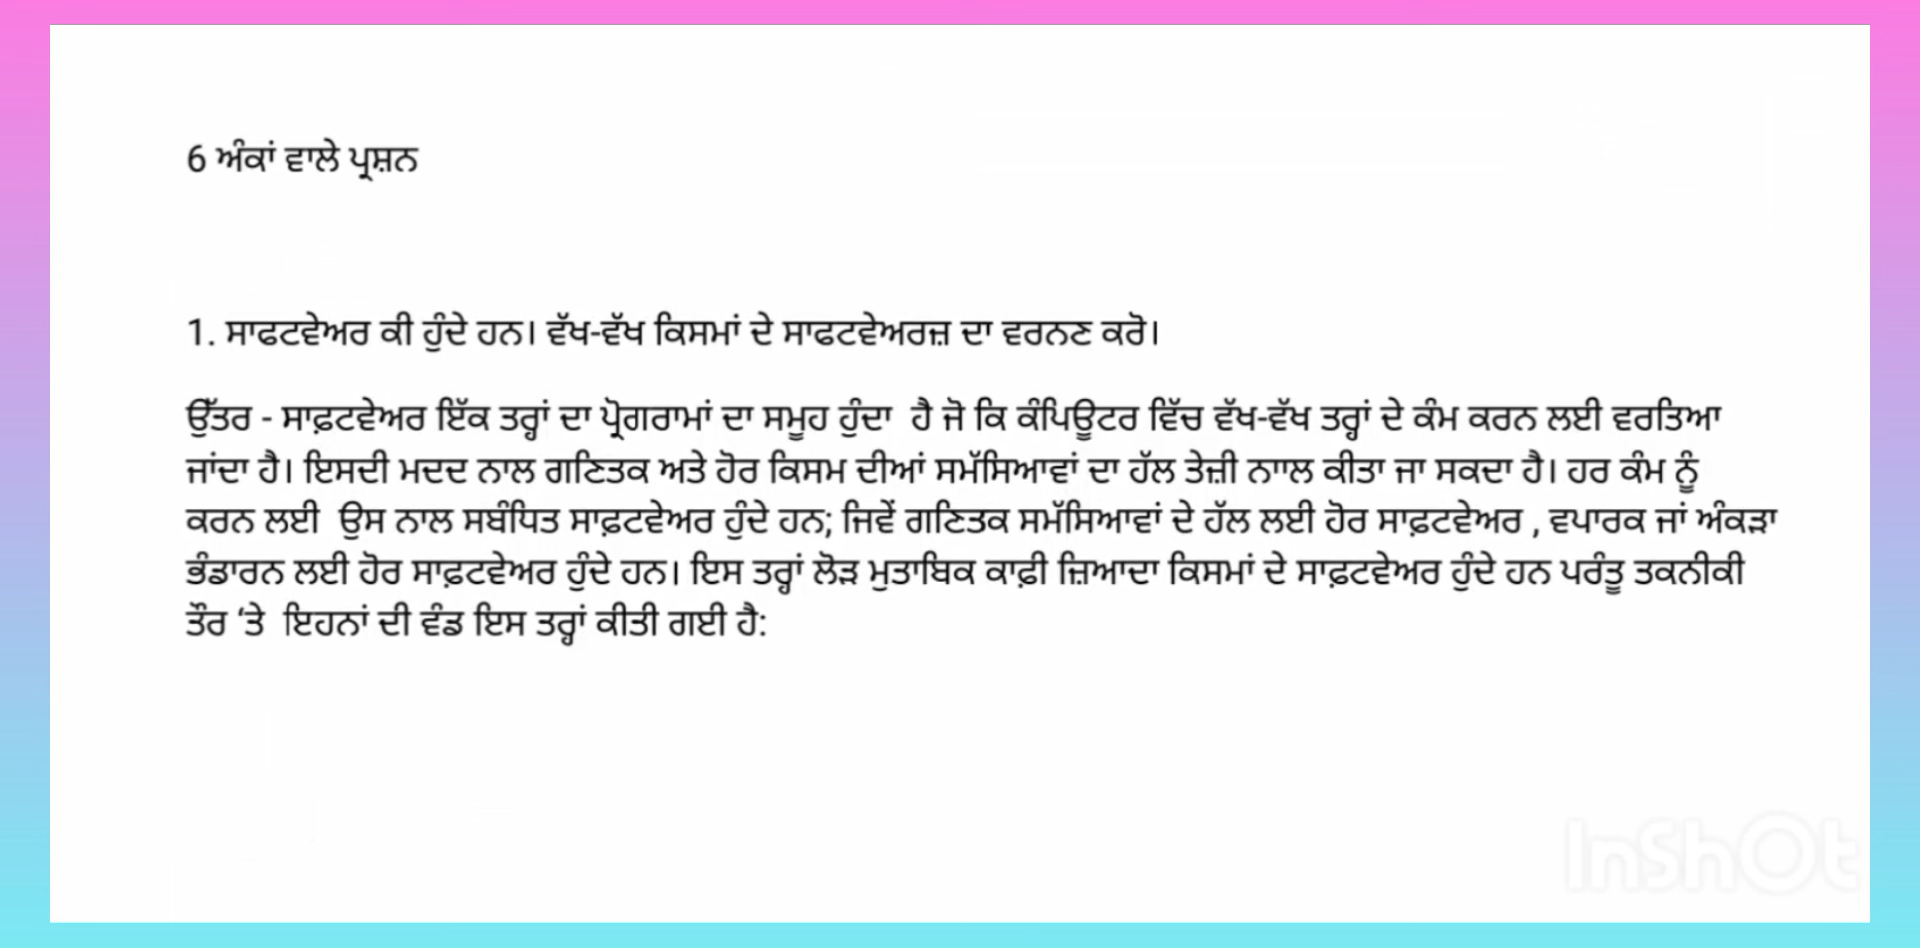 6 ਅੰਕਾਂ ਵਾਲੇ ਪ੍ਰਸ਼ਨ
1. ਸਾਫਟਵੇਅਰ ਕੀ ਹੁੰਦੇ ਹਨ। ਵੱਖ-ਵੱਖ ਕਿਸਮਾਂ ਦੇ ਸਾਫਟਵੇਅਰਜ਼ ਦਾ ਵਰਨਣ ਕਰੋ।
ਉੱਤਰ - ਸਾਫ਼ਟਵੇਅਰ ਇੱਕ ਤਰ੍ਹਾਂ ਦਾ ਪ੍ਰੋਗਰਾਮਾਂ ਦਾ ਸਮੂਹ ਹੁੰਦਾ  ਹੈ ਜੋ ਕਿ ਕੰਪਿਊਟਰ ਵਿੱਚ ਵੱਖ-ਵੱਖ ਤਰ੍ਹਾਂ ਦੇ ਕੰਮ ਕਰਨ ਲਈ ਵਰਤਿਆ
ਜਾਂਦਾ ਹੈ। ਇਸਦੀ ਮਦਦ ਨਾਲ ਗਣਿਤਕ ਅਤੇ ਹੋਰ ਕਿਸਮ ਦੀਆਂ ਸਮੱਸਿਆਵਾਂ ਦਾ ਹੱਲ ਤੇਜ਼ੀ ਨਾਾਲ ਕੀਤਾ ਜਾ ਸਕਦਾ ਹੈ। ਹਰ ਕੰਮ ਨੂੰ
ਕਰਨ ਲਈ  ਉਸ ਨਾਲ ਸਬੰਧਿਤ ਸਾਫ਼ਟਵੇਅਰ ਹੁੰਦੇ ਹਨ; ਜਿਵੇਂ ਗਣਿਤਕ ਸਮੱਸਿਆਵਾਂ ਦੇ ਹੱਲ ਲਈ ਹੋਰ ਸਾਫ਼ਟਵੇਅਰ , ਵਪਾਰਕ ਜਾਂ ਅੰਕੜਾ
ਭੰਡਾਰਨ ਲਈ ਹੋਰ ਸਾਫ਼ਟਵੇਅਰ ਹੁੰਦੇ ਹਨ। ਇਸ ਤਰ੍ਹਾਂ ਲੋੜ ਮੁਤਾਬਿਕ ਕਾਫ਼ੀ ਜ਼ਿਆਦਾ ਕਿਸਮਾਂ ਦੇ ਸਾਫ਼ਟਵੇਅਰ ਹੁੰਦੇ ਹਨ ਪਰੰਤੂ ਤਕਨੀਕੀ
ਤੌਰ ‘ਤੇ  ਇਹਨਾਂ ਦੀ ਵੰਡ ਇਸ ਤਰ੍ਹਾਂ ਕੀਤੀ ਗਈ ਹੈ:
InShOt